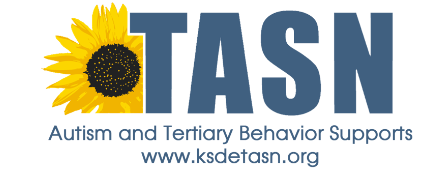 TASN
Autism and Tertiary Behavior Supports
www.ksdetasn.org